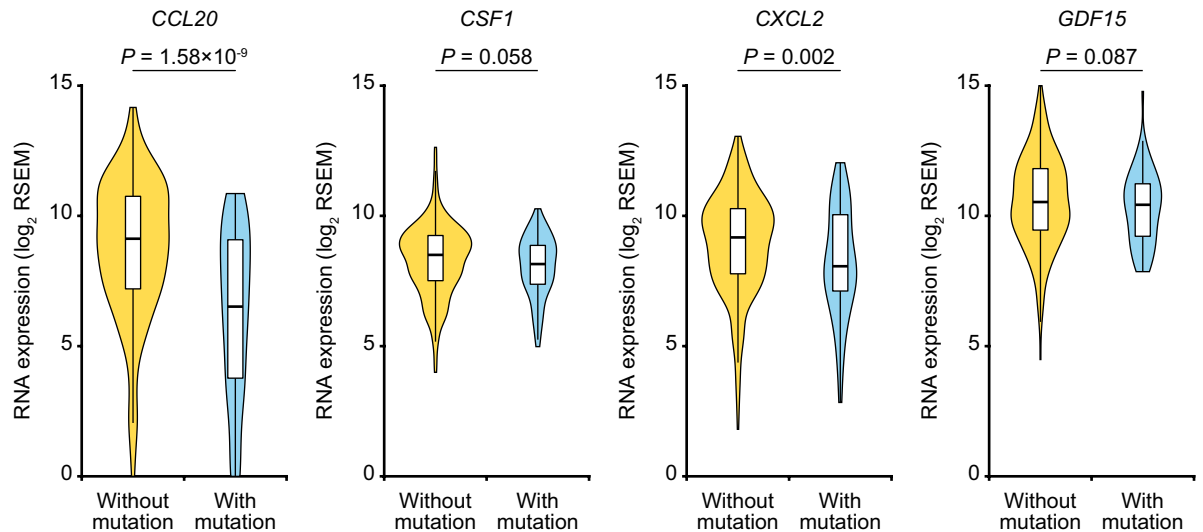 CCL20
P = 1.58×10-9
15
10
5
0
RNA expression (log2 RSEM)
Without
mutation
With
mutation
CSF1
P = 0.058
15
10
5
0
RNA expression (log2 RSEM)
Without
mutation
With
mutation
CXCL2
P = 0.002
15
10
5
0
RNA expression (log2 RSEM)
Without
mutation
With
mutation
GDF15
P = 0.087
15
10
5
0
RNA expression (log2 RSEM)
Without
mutation
With
mutation